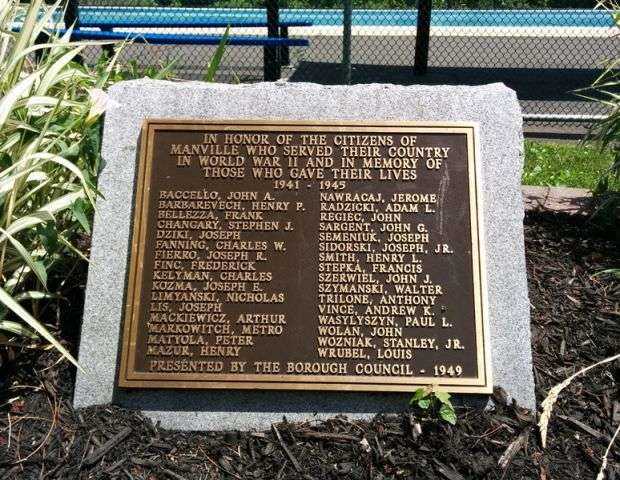 IN HONOR OF THE CITIZENS OF
MANVILLE WHO SERVED THEIR COUNTRY
IN WORLD WAR II AND IN MEMORY OF
THOSE WHO GAVE THEIR LIVES
1941 - 1945
BACCELLO, JOHN A.
BARBAREVECH, HENRY P.
BELLEZZA, FRANK
CHANGARY, STEPHEN J.
DZIKI, JOSEPH
FANNING, CHARLES W.
FIERRO, JOSEPH R.
FINO, FREDERICK
KELYMAN, CHARLES
KOZMA, JOSEPH E.
LIMYANSKI, NICHOLAS
LIS, JOSEPH
MACKIEWICZ, ARTHUR
MARKOWITCH, METRO
MATYOLA, PETER
MAZUR, HENRY
NAWRACAJ, JEROME
RADZICKI, ADAM L.
REGIEC, JOHN
SARGENT, JOHN G.
SEMENIUK, JOSEPH
SIDORSKI, JOSEPH, JR.
SMITH, HENRY L.
STEPKA, FRANCIS
SZERWIEL, JOHN J.
SZYMANSKI, WALTER
TRILONE, ANTHONY
VINCE, ANDREW K.
WASYLYSZYN, PAUL L.
WOLAN, JOHN
WOZNIAK, STANLEY, JR.
WRUBEL, LOUIS
PRESENTED BY THE BOROUGH COUNCIL - 1949